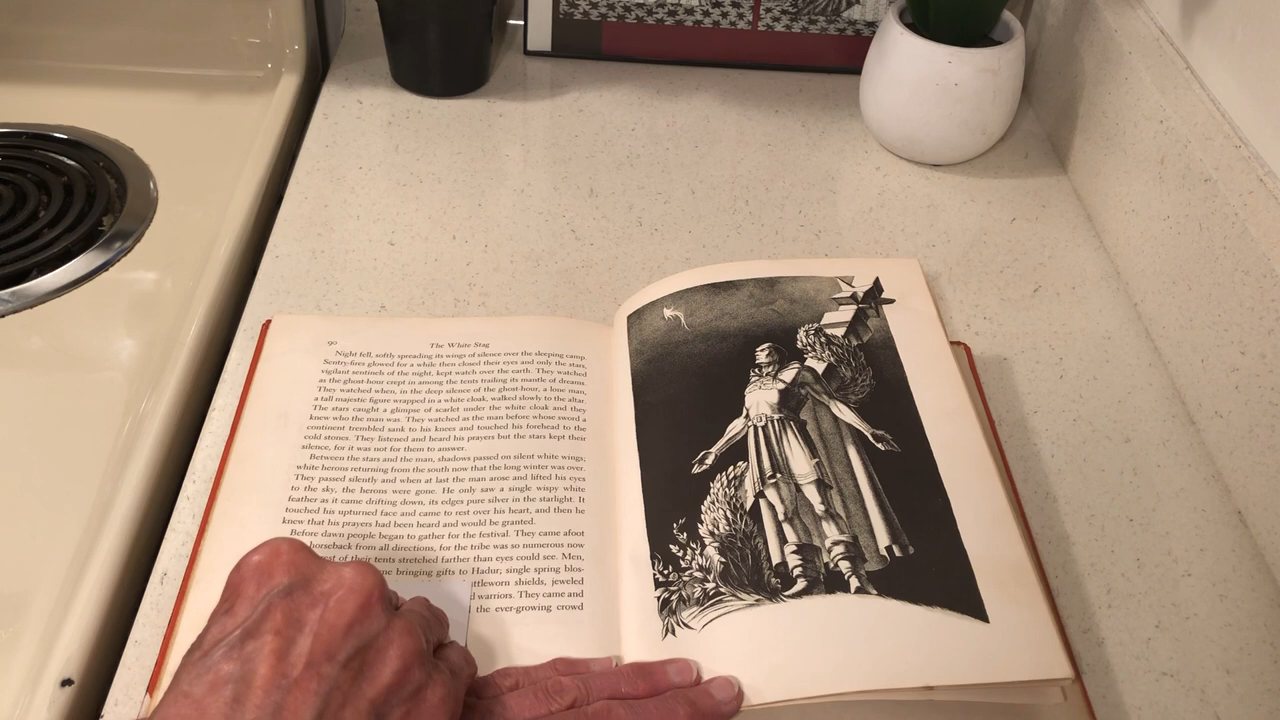 90
The White Stag
Night fell, softly spreading its wings of silence over the sleeping camp.
Sentry-fires glowed for a while then closed their eyes and only the stars,
vigilant sentinels of the night, kept watch over the earth. They watched
as the ghost-hour crept in among the tents trailing its mantle of dreams.
They watched when, in the deep silence of the ghost-hour, a lone man,
a tall majestic figure wrapped in a white cloak, walked slowly to the altar.
The stars caught a glimpse of scarlet under the white cloak and they
knew who the man was. They watched as the man before whose sword a
continent trembled sank to his knees and touched his forehead to the
cold stones. They listened and heard his prayers but the stars kept their
silence, for it was not for them to answer.
Between the stars and the man, shadows passed on silent white wings;
white herons returning from the south now that the long winter was over.
They passed silently and when at last the man arose and lifted his eyes
to the sky, the herons were gone. He only saw a single wispy white
feather as it came drifting down, its edges pure silver in the starlight. It
touched his upturned face and came to rest over his heart, and then he
knew that his prayers had been heard and would be granted.
Before dawn people began to gather for the festival. They came afoot
horseback from all directions, for the tribe was so numerous now
of their tents stretched farther than eyes could see. Men,
bringing gifts to Hadur; single spring blos-
shields, jeweled
warriors. They came and
the ever-growing crowd